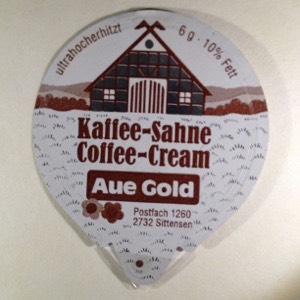 ultrahocherhitzt
6 g · 10% Fett
Kaffee-Sahne
Coffee-Cream
Aue Gold
Postfach 1260
2732 Sittensen